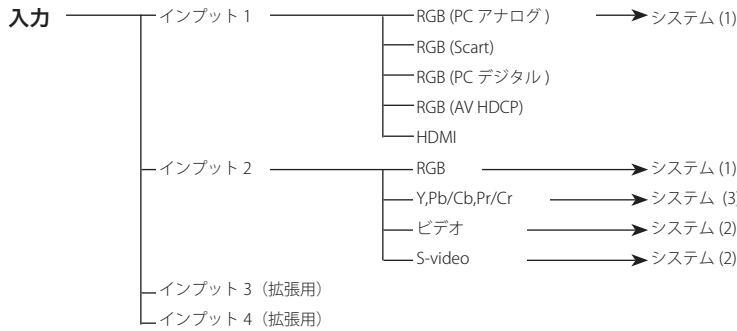 入力 インプット 1 RGB (PC アナログ ) システム (1)
RGB (Scart)
RGB (PC デジタル )
RGB (AV HDCP)
HDMI
インプット 2 RGB システム (1)
Y,Pb/Cb,Pr/Cr システム (3)
ビデオ システム (2)
S-video システム (2)
インプット 3（拡張用）
インプット 4（拡張用）